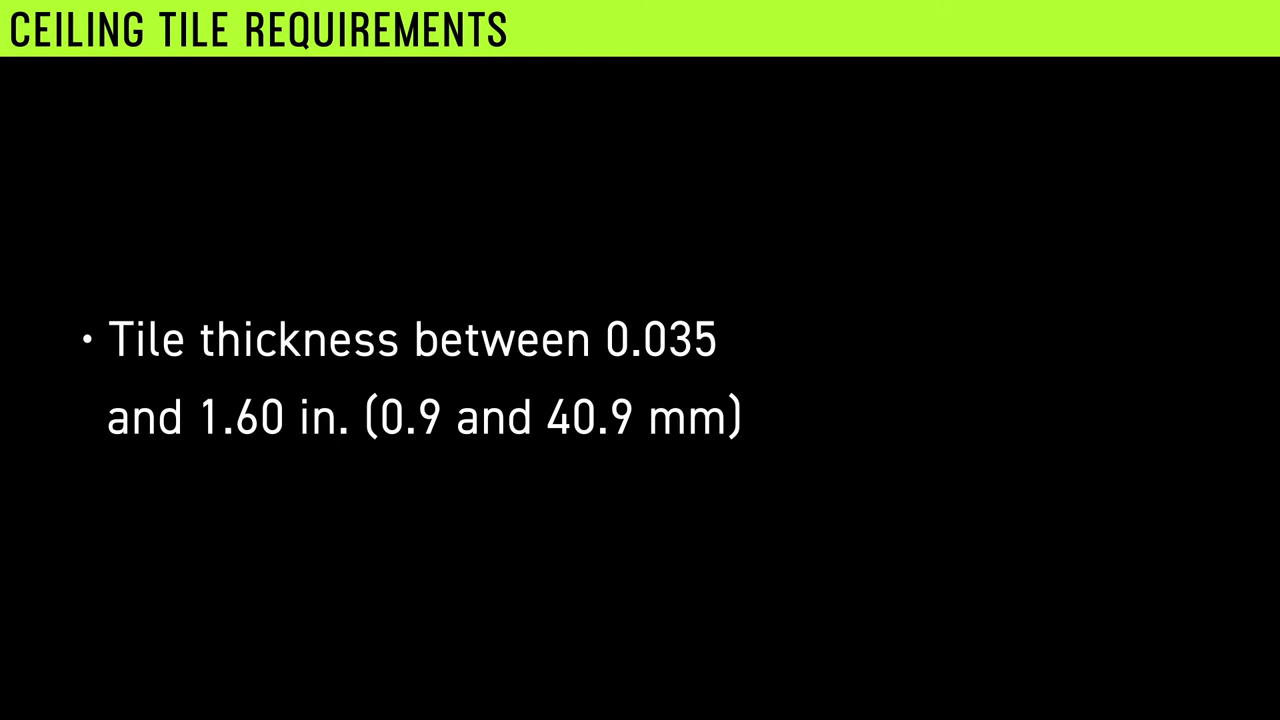 CEILING TILE REQUIREMENTS
• Tile thickness between 0.035
and 1.60 in. (0.9 and 40.9 mm)